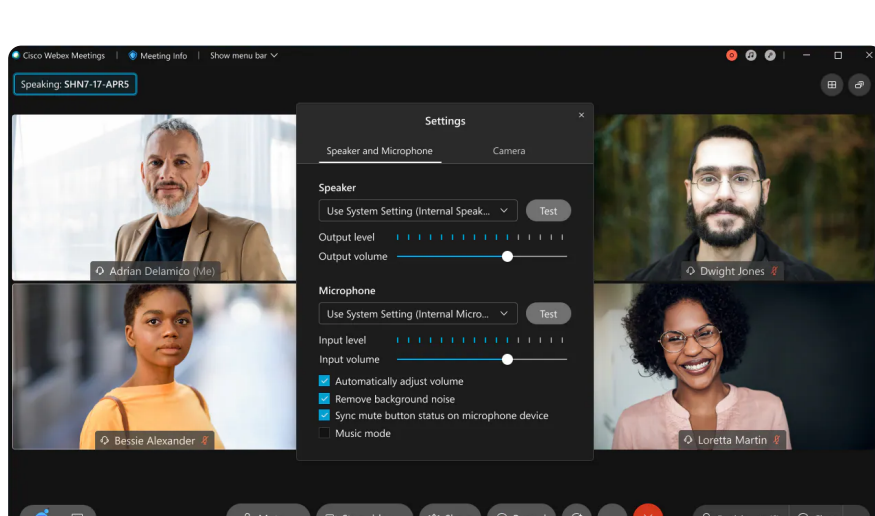 Cisco Webex Meetings | Meeting Info | Show menu bar
Speaking: SHN7-17-APR5
Settings
Speaker and Microphone Camera
Speaker
Use System Setting (Internal Speak... Test
Output level
Output volume
Microphone
Use System Setting (Internal Micro... Test
Input level
Input volume
Automatically adjust volume
Remove background noise
Sync mute button status on microphone device
Music mode
Adrian Delamico (Me)
Dwight Jones
Bessie Alexander
Loretta Martin